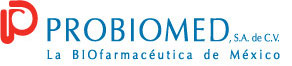 PROBIOMED, S.A. de C.V.
La BIOfarmacéutica de México